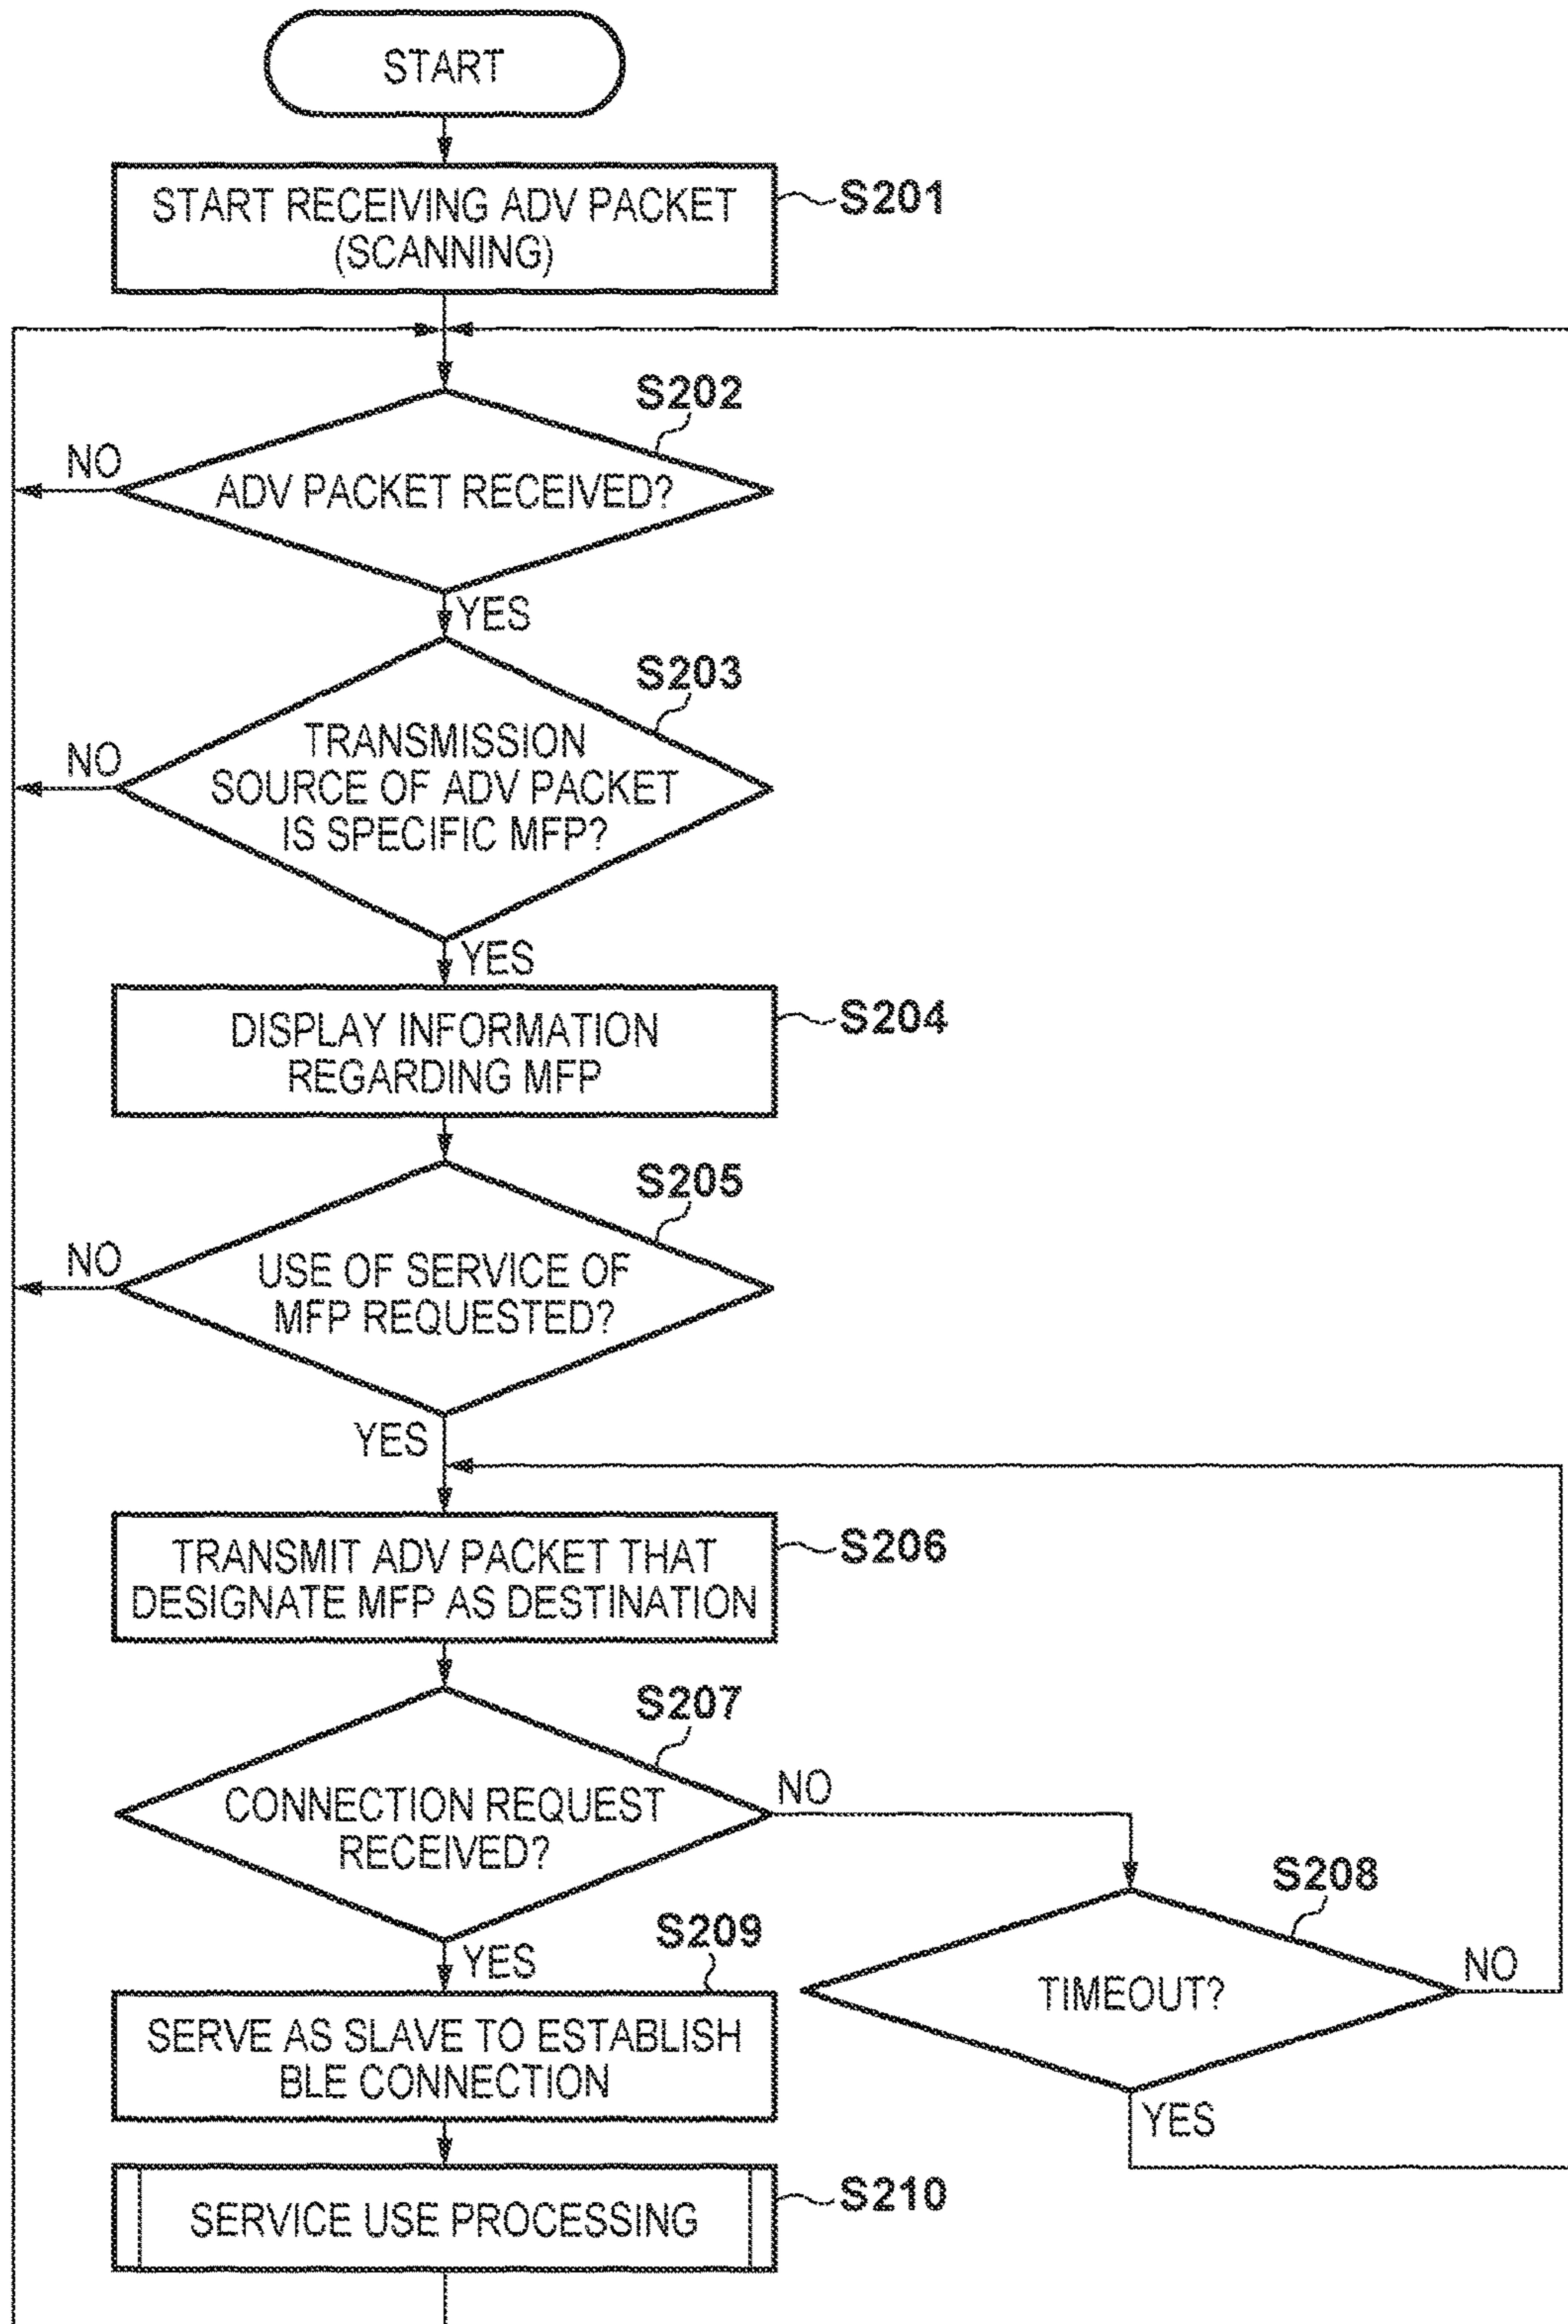 START
START RECEIVING ADV PACKET
(SCANNING)
S201
S202
NO
ADV PACKET RECEIVED?
YES
S203
NO
TRANSMISSION
SOURCE OF ADV PACKET
IS SPECIFIC MFP?
YES
DISPLAY INFORMATION
REGARDING MFP
S204
S205
NO
USE OF SERVICE OF
MFP REQUESTED?
YES
TRANSMIT ADV PACKET THAT
DESIGNATE MFP AS DESTINATION
S206
S207
CONNECTION REQUEST
RECEIVED?
NO
YES
S208
TIMEOUT?
NO
YES
S209
SERVE AS SLAVE TO ESTABLISH
BLE CONNECTION
SERVICE USE PROCESSING
S210